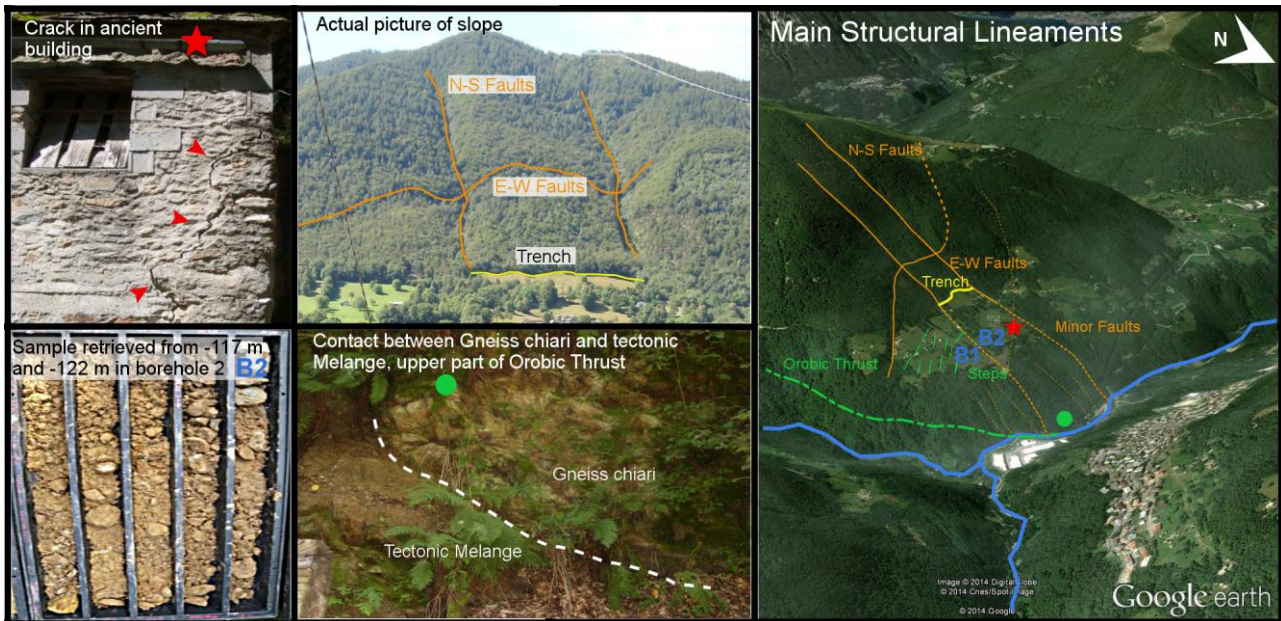 Crack in ancient
building
Actual picture of slope
N-S Faults
E-W Faults
Trench
Sample retrieved from -117 m
and -122 m in borehole 2 B2
Contact between Gneiss chiari and tectonic
Melange, upper part of Orobic Thrust
Gneiss chiari
Tectonic Melange
Main Structural Lineaments
N
N-S Faults
E-W Faults
Trench
Minor Faults
B2
B1
Orobic Thrust
Steps
Image © 2014 DigitalGlobe
© 2014 Cnes/Spot Image
© 2014 Google
Google earth